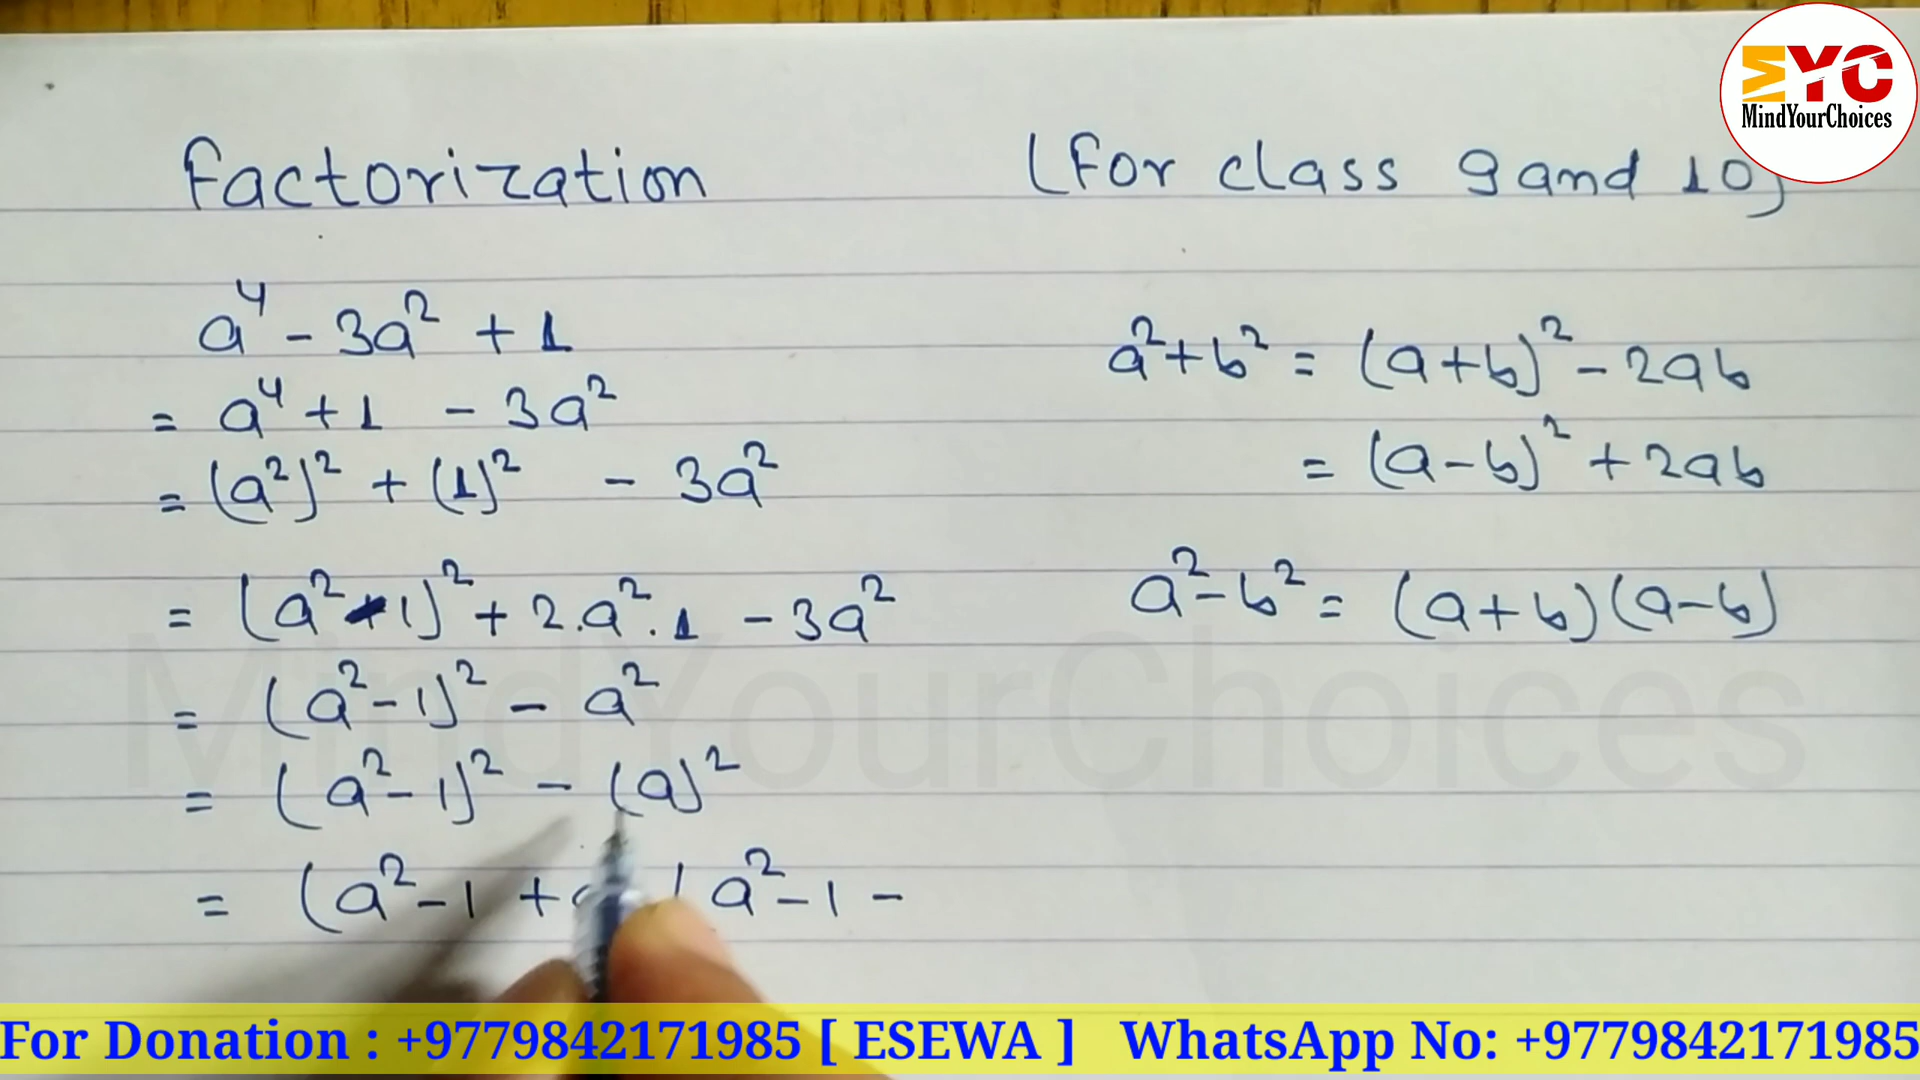 MYC
MindYourChoices
Factorization (For class 9 and 10)
a⁴ - 3a² + 1
= a⁴ + 1 - 3a²
= (a²)² + (1)² - 3a²
= (a² - 1)² + 2.a².1 - 3a²
= (a² - 1)² - a²
= (a² - 1)² - (a)²
= (a² - 1 + ( a² - 1 -
a² + b² = (a + b)² - 2ab
= (a - b)² + 2ab
a² - b² = (a + b)(a - b)
MindYourChoices
For Donation : +9779842171985 [ ESEWA ] WhatsApp No: +9779842171985